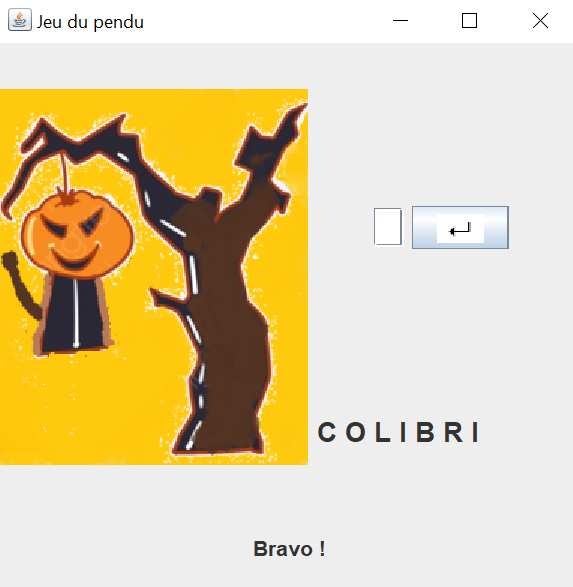 Jeu du pendu
C O L I B R I
Bravo !